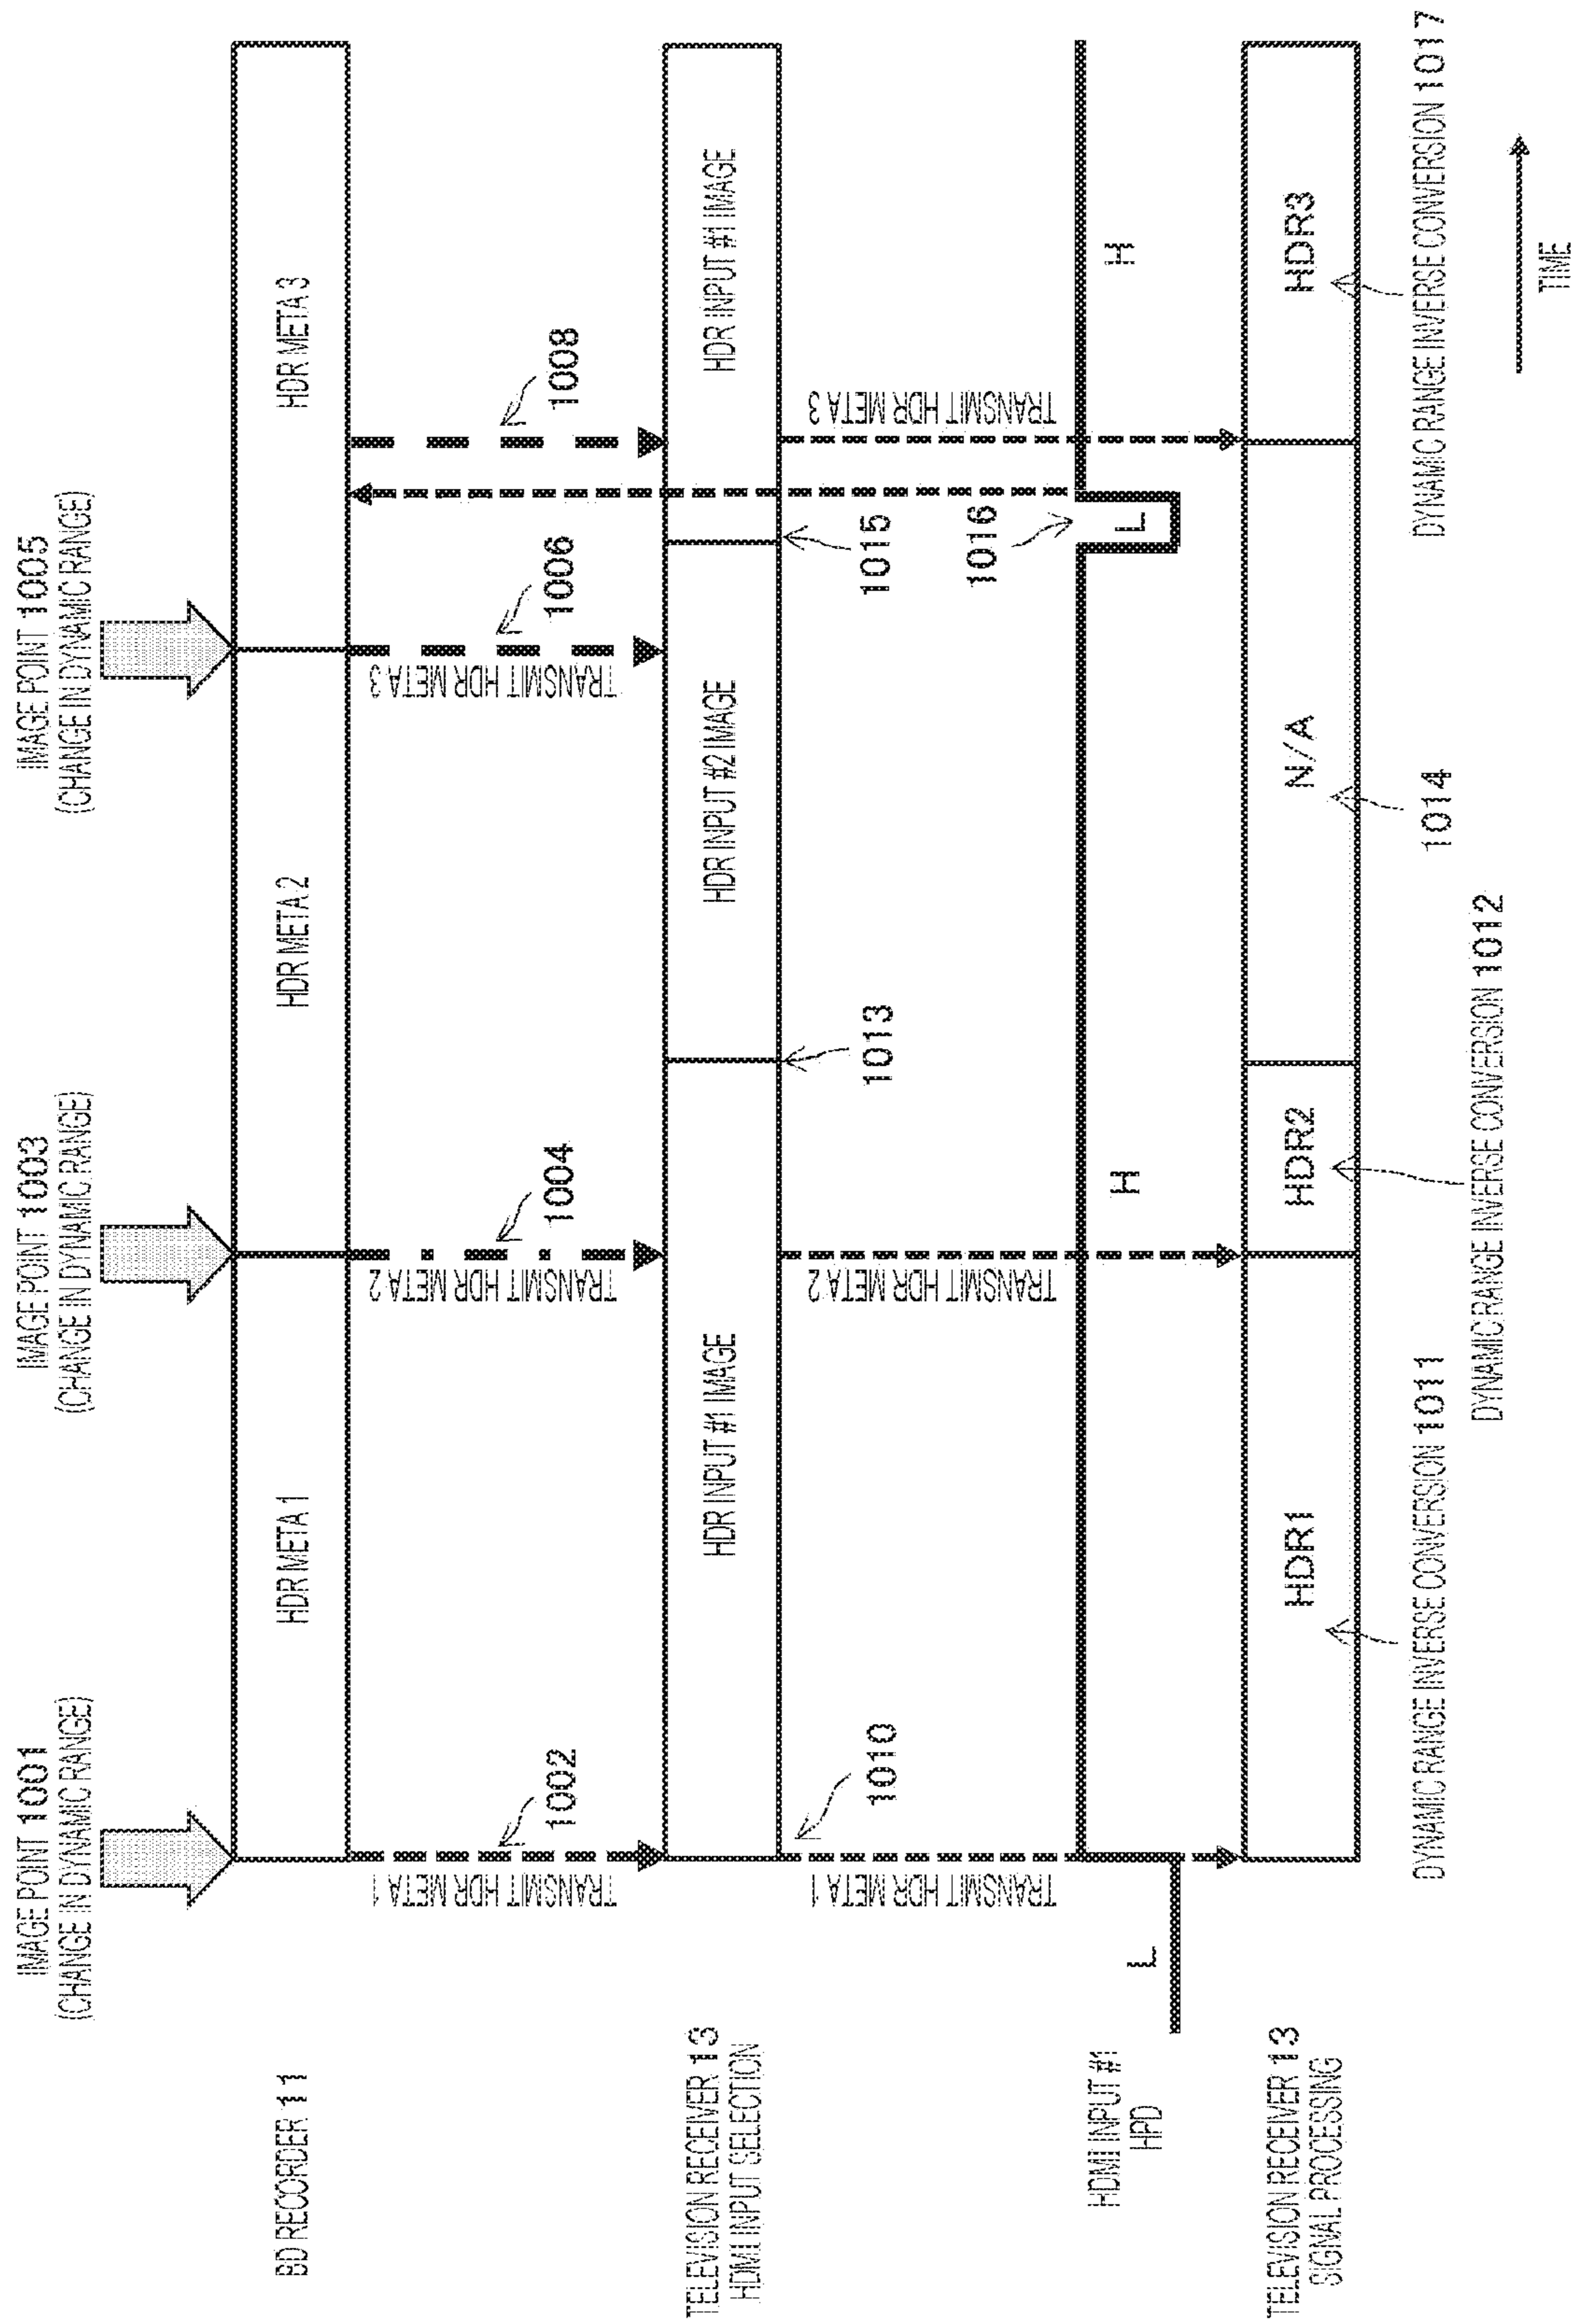 IMAGE POINT 1001
(CHANGE IN DYNAMIC RANGE)
IMAGE POINT 1003
(CHANGE IN DYNAMIC RANGE)
IMAGE POINT 1005
(CHANGE IN DYNAMIC RANGE)
BD RECORDER 11
HDR META 1
HDR META 2
HDR META 3
TRANSMIT HDR META 1
1002
TRANSMIT HDR META 2
1004
TRANSMIT HDR META 3
1006
1008
TELEVISION RECEIVER 13
HDMI INPUT SELECTION
HDR INPUT #1 IMAGE
HDR INPUT #2 IMAGE
HDR INPUT #1 IMAGE
TRANSMIT HDR META 1
1010
TRANSMIT HDR META 2
1013
1015
1016
TRANSMIT HDR META 3
HDMI INPUT #1
HPD
L
H
L
H
TELEVISION RECEIVER 13
SIGNAL PROCESSING
HDR1
HDR2
N/A
HDR3
DYNAMIC RANGE INVERSE CONVERSION 1011
DYNAMIC RANGE INVERSE CONVERSION 1012
1014
DYNAMIC RANGE INVERSE CONVERSION 1017
TIME